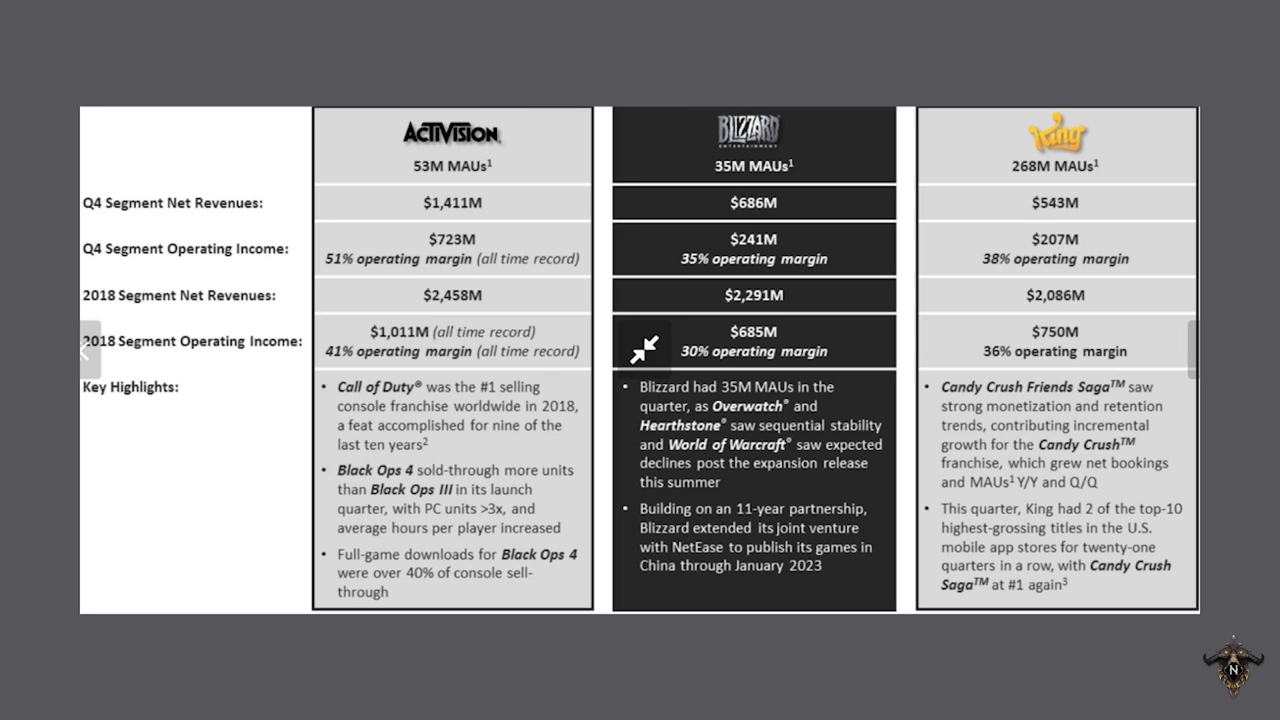 ACTIVISION
53M MAUs¹
BLIZZARD
ENTERTAINMENT
35M MAUs¹
King
268M MAUs¹
Q4 Segment Net Revenues:
$1,411M
$686M
$543M
Q4 Segment Operating Income:
$723M
51% operating margin (all time record)
$241M
35% operating margin
$207M
38% operating margin
2018 Segment Net Revenues:
$2,458M
$2,291M
$2,086M
2018 Segment Operating Income:
$1,011M (all time record)
41% operating margin (all time record)
$685M
30% operating margin
$750M
36% operating margin
Key Highlights:
• Call of Duty® was the #1 selling
console franchise worldwide in 2018,
a feat accomplished for nine of the
last ten years²
• Black Ops 4 sold-through more units
than Black Ops III in its launch
quarter, with PC units >3x, and
average hours per player increased
• Full-game downloads for Black Ops 4
were over 40% of console sell-
through
• Blizzard had 35M MAUs in the
quarter, as Overwatch® and
Hearthstone® saw sequential stability
and World of Warcraft® saw expected
declines post the expansion release
this summer
• Building on an 11-year partnership,
Blizzard extended its joint venture
with NetEase to publish its games in
China through January 2023
• Candy Crush Friends Saga™ saw
strong monetization and retention
trends, contributing incremental
growth for the Candy Crush™
franchise, which grew net bookings
and MAUs¹ Y/Y and Q/Q
• This quarter, King had 2 of the top-10
highest-grossing titles in the U.S.
mobile app stores for twenty-one
quarters in a row, with Candy Crush
Saga™ at #1 again³
N